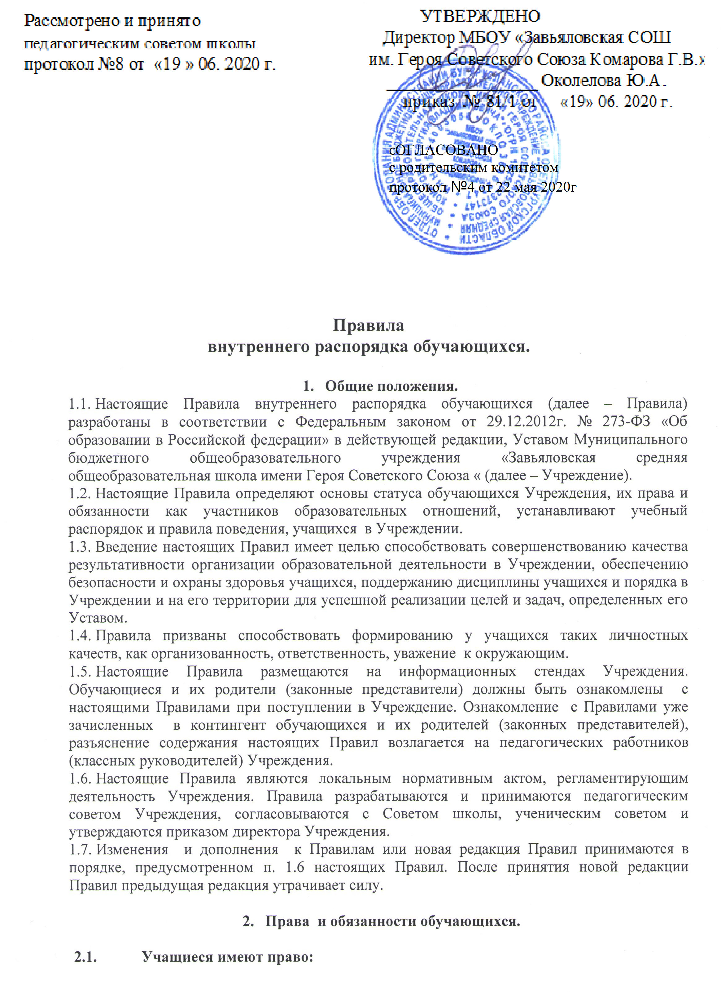 Рассмотрено и принято
педагогическим советом школы
протокол №8 от «19 » 06. 2020 г.
УТВЕРЖДЕНО
Директор МБОУ «Завьяловская СОШ
им. Героя Советского Союза Комарова Г.В.»
Околелова Ю.А.
приказ № 81/1 от «19» 06. 2020 г.
сОГЛАСОВАНО
с родительским комитетом
протокол №4 от 22 мая 2020г
Правила
внутреннего распорядка обучающихся.
1. Общие положения.
1.1. Настоящие Правила внутреннего распорядка обучающихся (далее – Правила)
разработаны в соответствии с Федеральным законом от 29.12.2012г. № 273-ФЗ «Об
образовании в Российской федерации» в действующей редакции, Уставом Муниципального
бюджетного общеобразовательного учреждения «Завьяловская средняя
общеобразовательная школа имени Героя Советского Союза « (далее – Учреждение).
1.2. Настоящие Правила определяют основы статуса обучающихся Учреждения, их права и
обязанности как участников образовательных отношений, устанавливают учебный
распорядок и правила поведения, учащихся в Учреждении.
1.3. Введение настоящих Правил имеет целью способствовать совершенствованию качества
результативности организации образовательной деятельности в Учреждении, обеспечению
безопасности и охраны здоровья учащихся, поддержанию дисциплины учащихся и порядка в
Учреждении и на его территории для успешной реализации целей и задач, определенных его
Уставом.
1.4. Правила призваны способствовать формированию у учащихся таких личностных
качеств, как организованность, ответственность, уважение к окружающим.
1.5. Настоящие Правила размещаются на информационных стендах Учреждения.
Обучающиеся и их родители (законные представители) должны быть ознакомлены с
настоящими Правилами при поступлении в Учреждение. Ознакомление с Правилами уже
зачисленных в контингент обучающихся и их родителей (законных представителей),
разъяснение содержания настоящих Правил возлагается на педагогических работников
(классных руководителей) Учреждения.
1.6. Настоящие Правила являются локальным нормативным актом, регламентирующим
деятельность Учреждения. Правила разрабатываются и принимаются педагогическим
советом Учреждения, согласовываются с Советом школы, ученическим советом и
утверждаются приказом директора Учреждения.
1.7. Изменения и дополнения к Правилам или новая редакция Правил принимаются в
порядке, предусмотренном п. 1.6 настоящих Правил. После принятия новой редакции
Правил предыдущая редакция утрачивает силу.
2. Права и обязанности обучающихся.
2.1. Учащиеся имеют право: